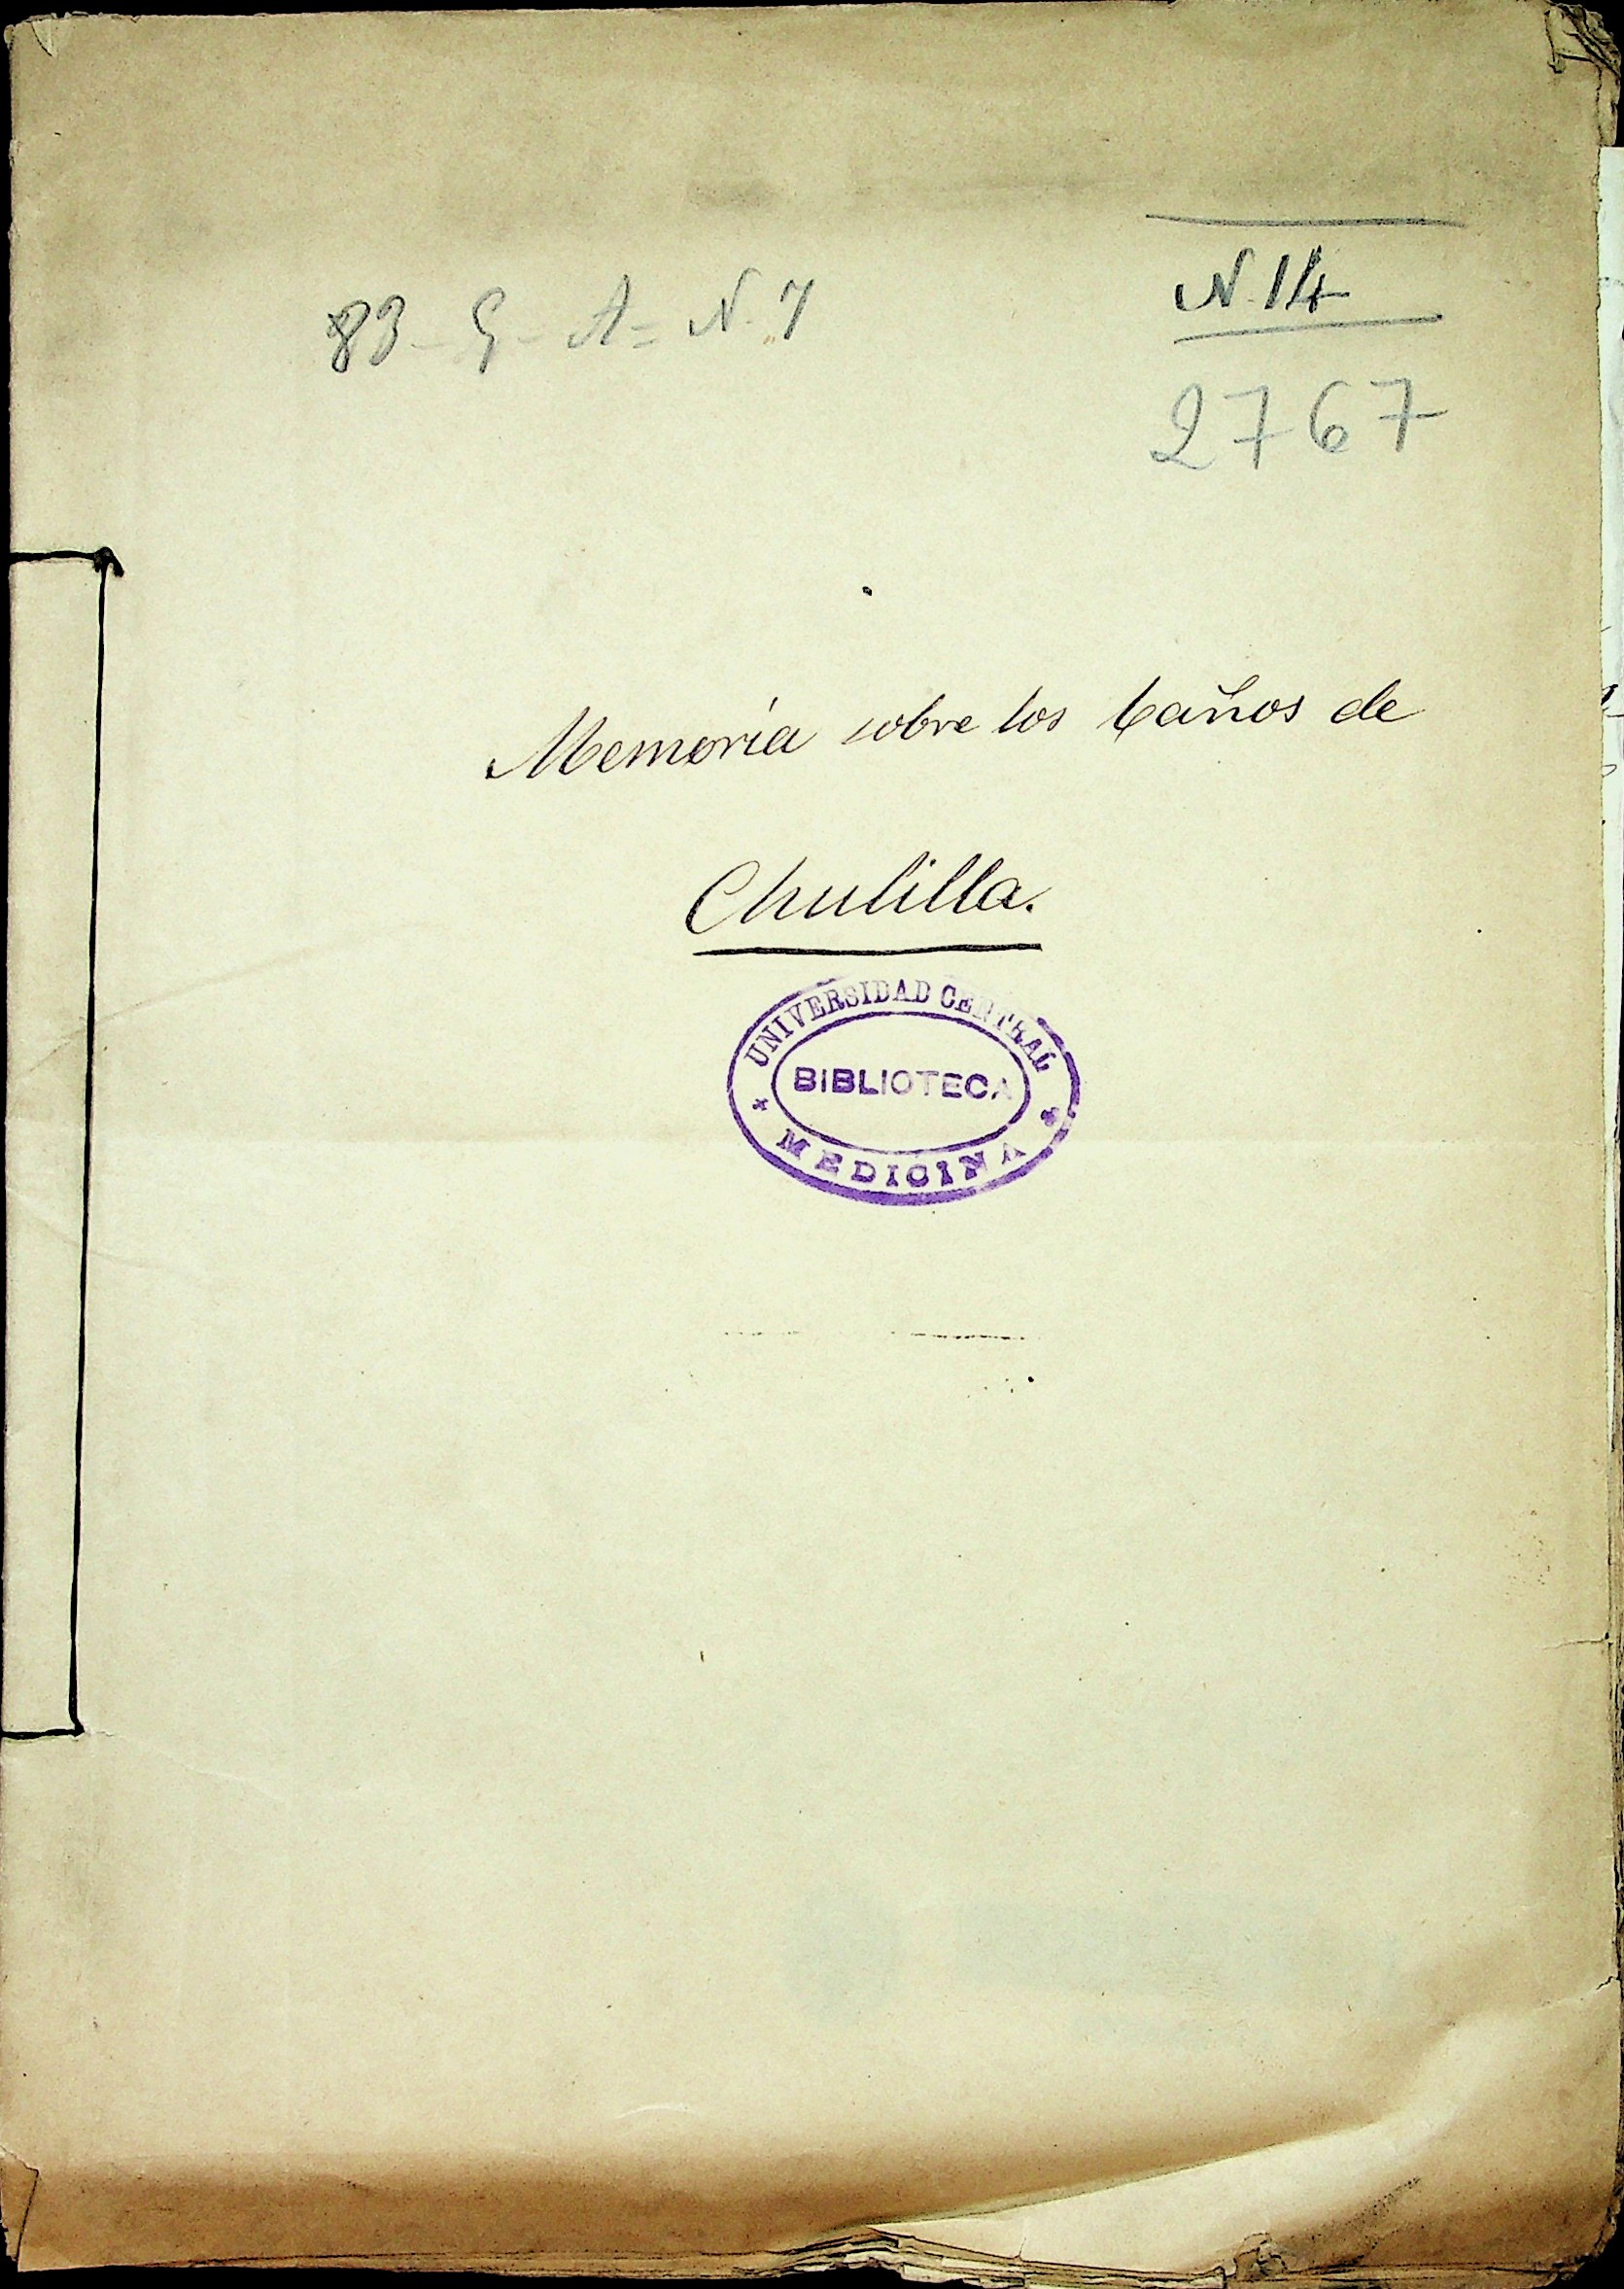 83 - G - A = N. 7
N. 14
2767
Memoria sobre los baños de
Chulilla.
UNIVERSIDAD CENTRAL
BIBLIOTECA
MEDICINA